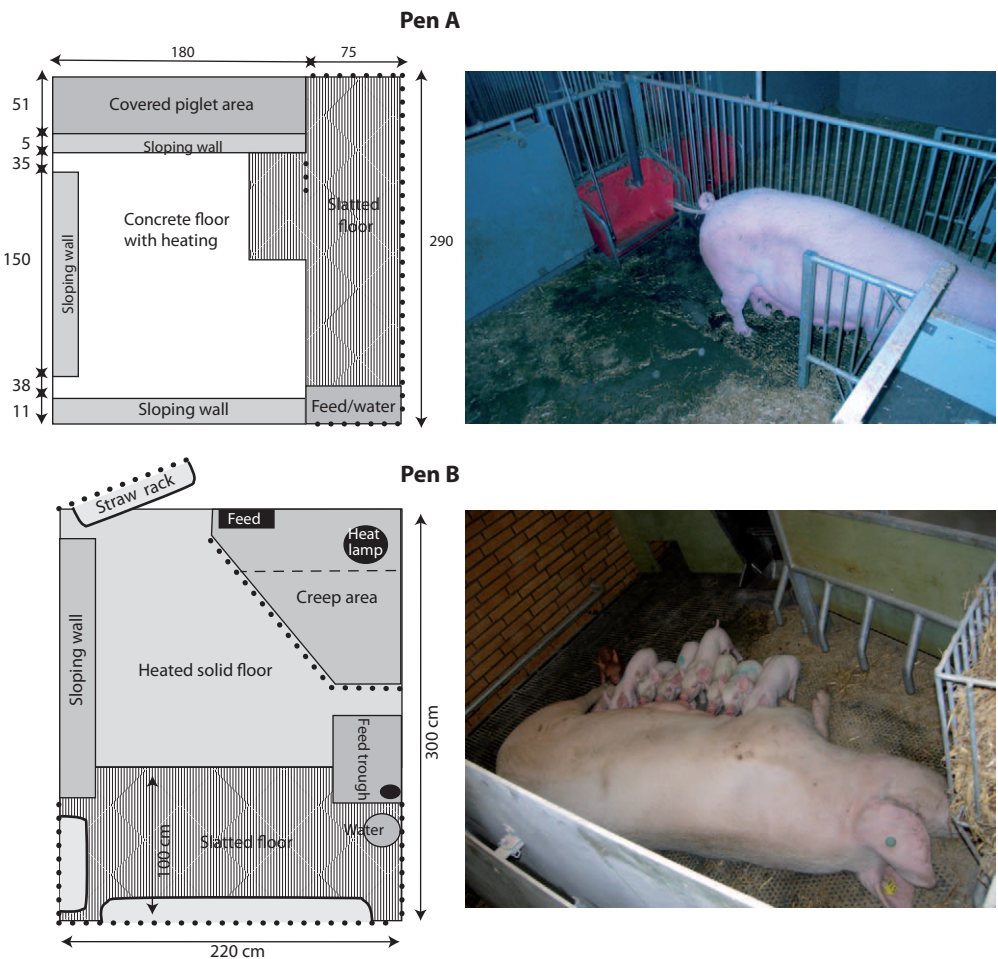 Pen A
180
75
51
5
35
150
38
11
Covered piglet area
Sloping wall
Concrete floor
with heating
Slatted
floor
Sloping wall
290
Sloping wall
Feed/water
Pen B
Straw rack
Feed
Heat
lamp
Creep area
Sloping wall
Heated solid floor
Feed trough
300 cm
Water
Slatted floor
100 cm
220 cm